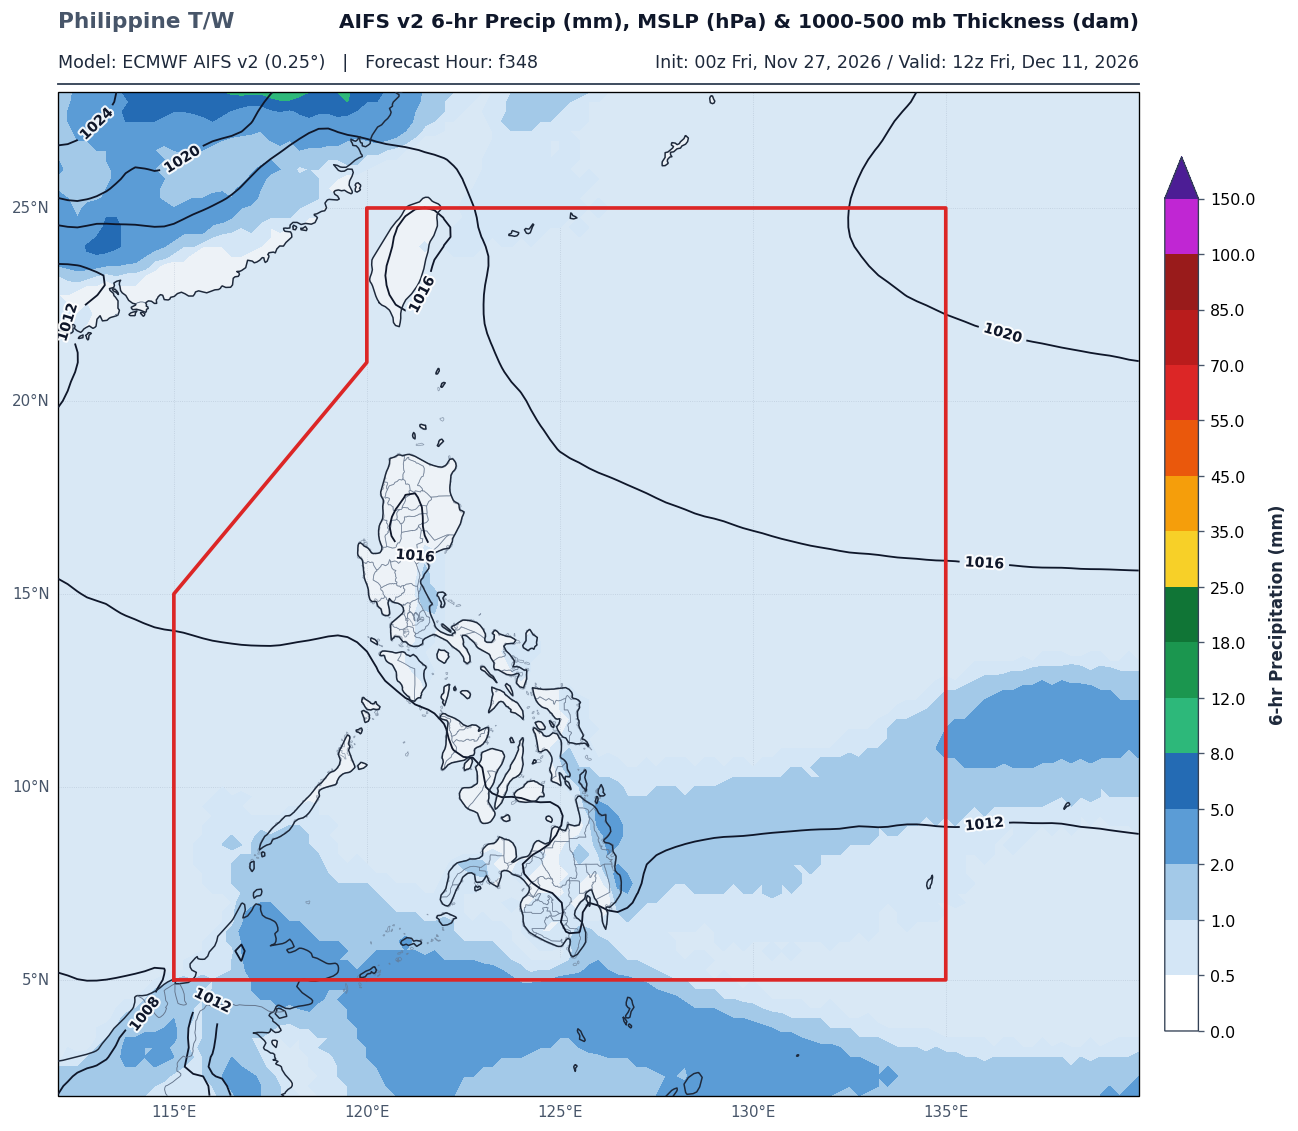 Philippine T/W
AIFS v2 6-hr Precip (mm), MSLP (hPa) & 1000-500 mb Thickness (dam)
Model: ECMWF AIFS v2 (0.25°) | Forecast Hour: f348
Init: 00z Fri, Nov 27, 2026 / Valid: 12z Fri, Dec 11, 2026
1024
1020
1012
1016
1020
1016
1016
1012
1008
1012
25°N
20°N
15°N
10°N
5°N
115°E
120°E
125°E
130°E
135°E
150.0
100.0
85.0
70.0
55.0
45.0
35.0
25.0
18.0
12.0
8.0
5.0
2.0
1.0
0.5
0.0
6-hr Precipitation (mm)